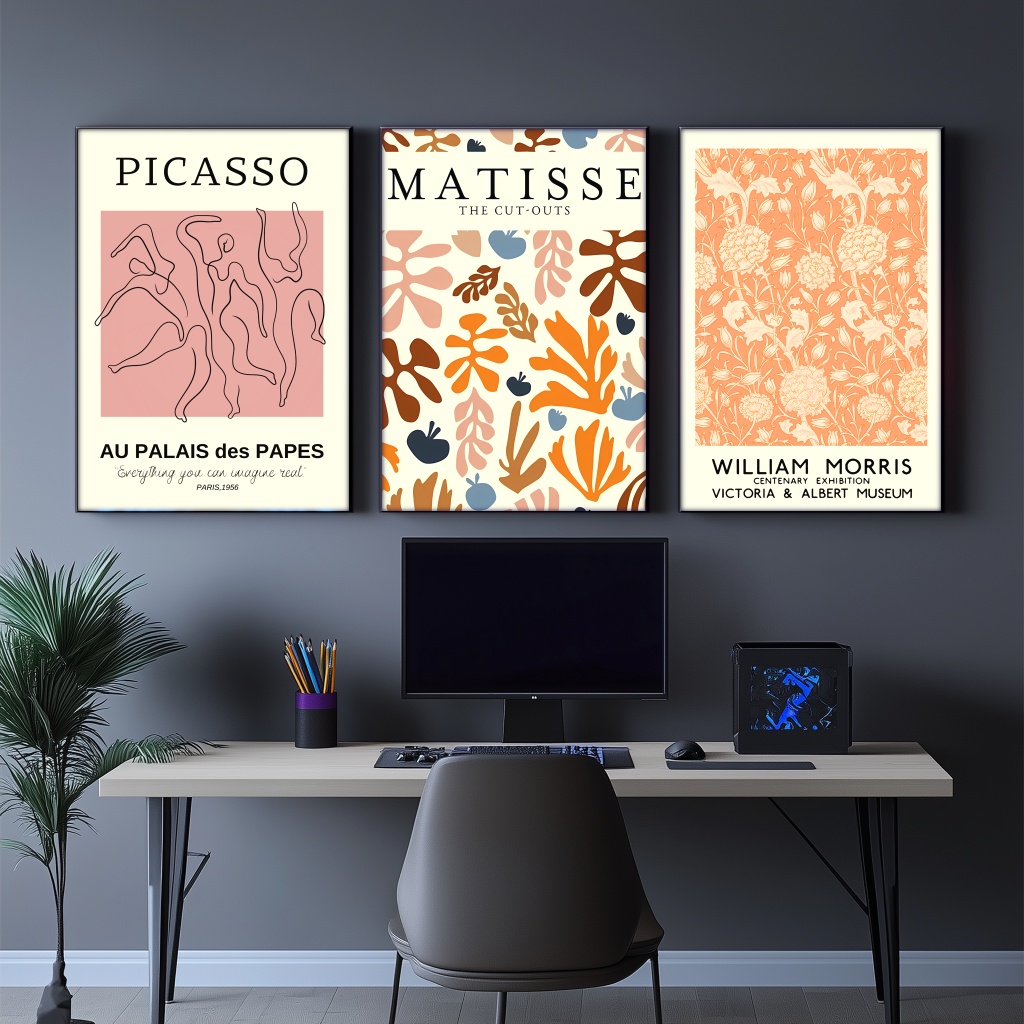 PICASSO
AU PALAIS des PAPES
"Everything you can imagine real."
PARIS,1956
MATISSE
THE CUT-OUTS
WILLIAM MORRIS
CENTENARY EXHIBITION
VICTORIA & ALBERT MUSEUM